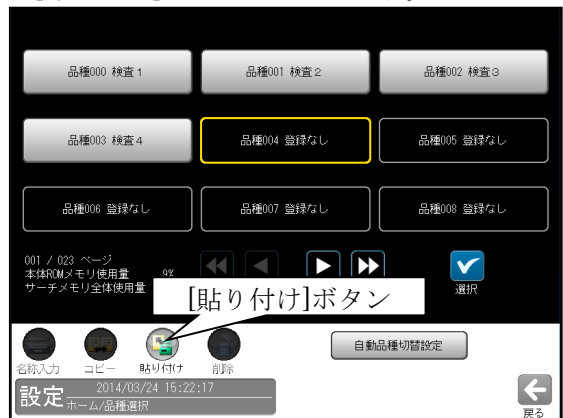 品種000 検査1
品種001 検査2
品種002 検査3
品種003 検査4
品種004 登録なし
品種005 登録なし
品種006 登録なし
品種007 登録なし
品種008 登録なし
001 / 023 ページ
本体ROMメモリ使用量 9%
サーチメモリ全体使用量
選択
[貼り付け]ボタン
自動品種切替設定
名称入力
コピー
貼り付け
削除
設定
2014/03/24 15:22:17
ホーム/品種選択
戻る